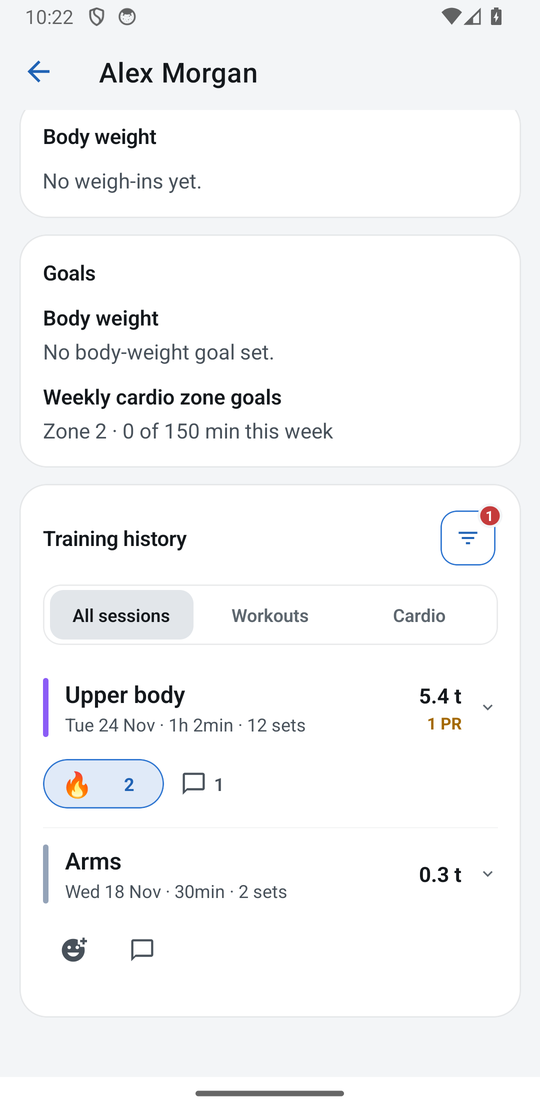 10:22
Alex Morgan
Body weight
No weigh-ins yet.
Goals
Body weight
No body-weight goal set.
Weekly cardio zone goals
Zone 2 · 0 of 150 min this week
Training history
1
All sessions
Workouts
Cardio
Upper body
5.4 t
Tue 24 Nov · 1h 2min · 12 sets
1 PR
2
1
Arms
0.3 t
Wed 18 Nov · 30min · 2 sets